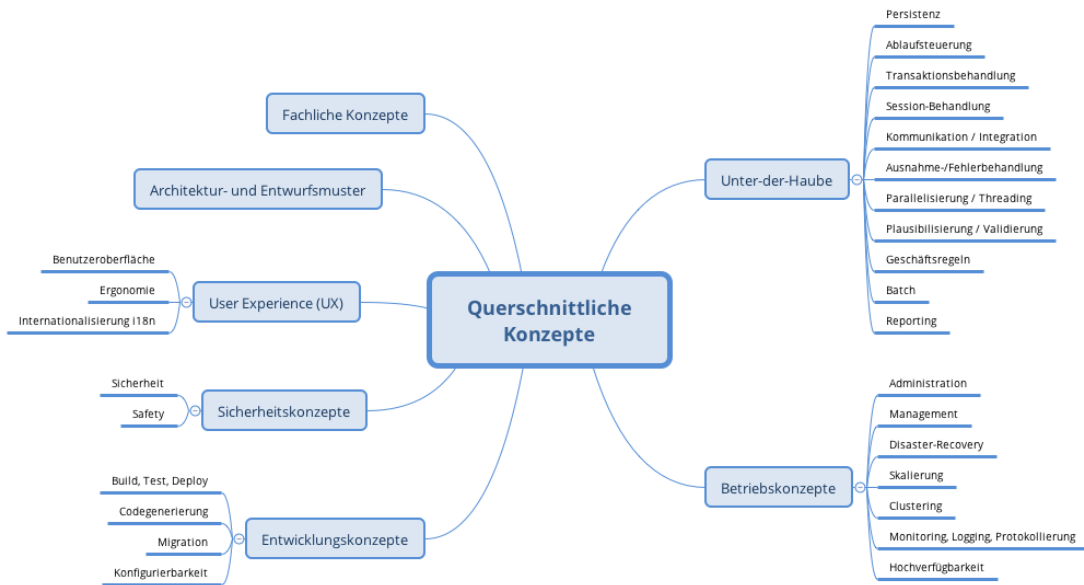 Querschnittliche
Konzepte
Fachliche Konzepte
Architektur- und Entwurfsmuster
User Experience (UX)
Benutzeroberfläche
Ergonomie
Internationalisierung i18n
Sicherheitskonzepte
Sicherheit
Safety
Entwicklungskonzepte
Build, Test, Deploy
Codegenerierung
Migration
Konfigurierbarkeit
Unter-der-Haube
Persistenz
Ablaufsteuerung
Transaktionsbehandlung
Session-Behandlung
Kommunikation / Integration
Ausnahme-/Fehlerbehandlung
Parallelisierung / Threading
Plausibilisierung / Validierung
Geschäftsregeln
Batch
Reporting
Betriebskonzepte
Administration
Management
Disaster-Recovery
Skalierung
Clustering
Monitoring, Logging, Protokollierung
Hochverfügbarkeit